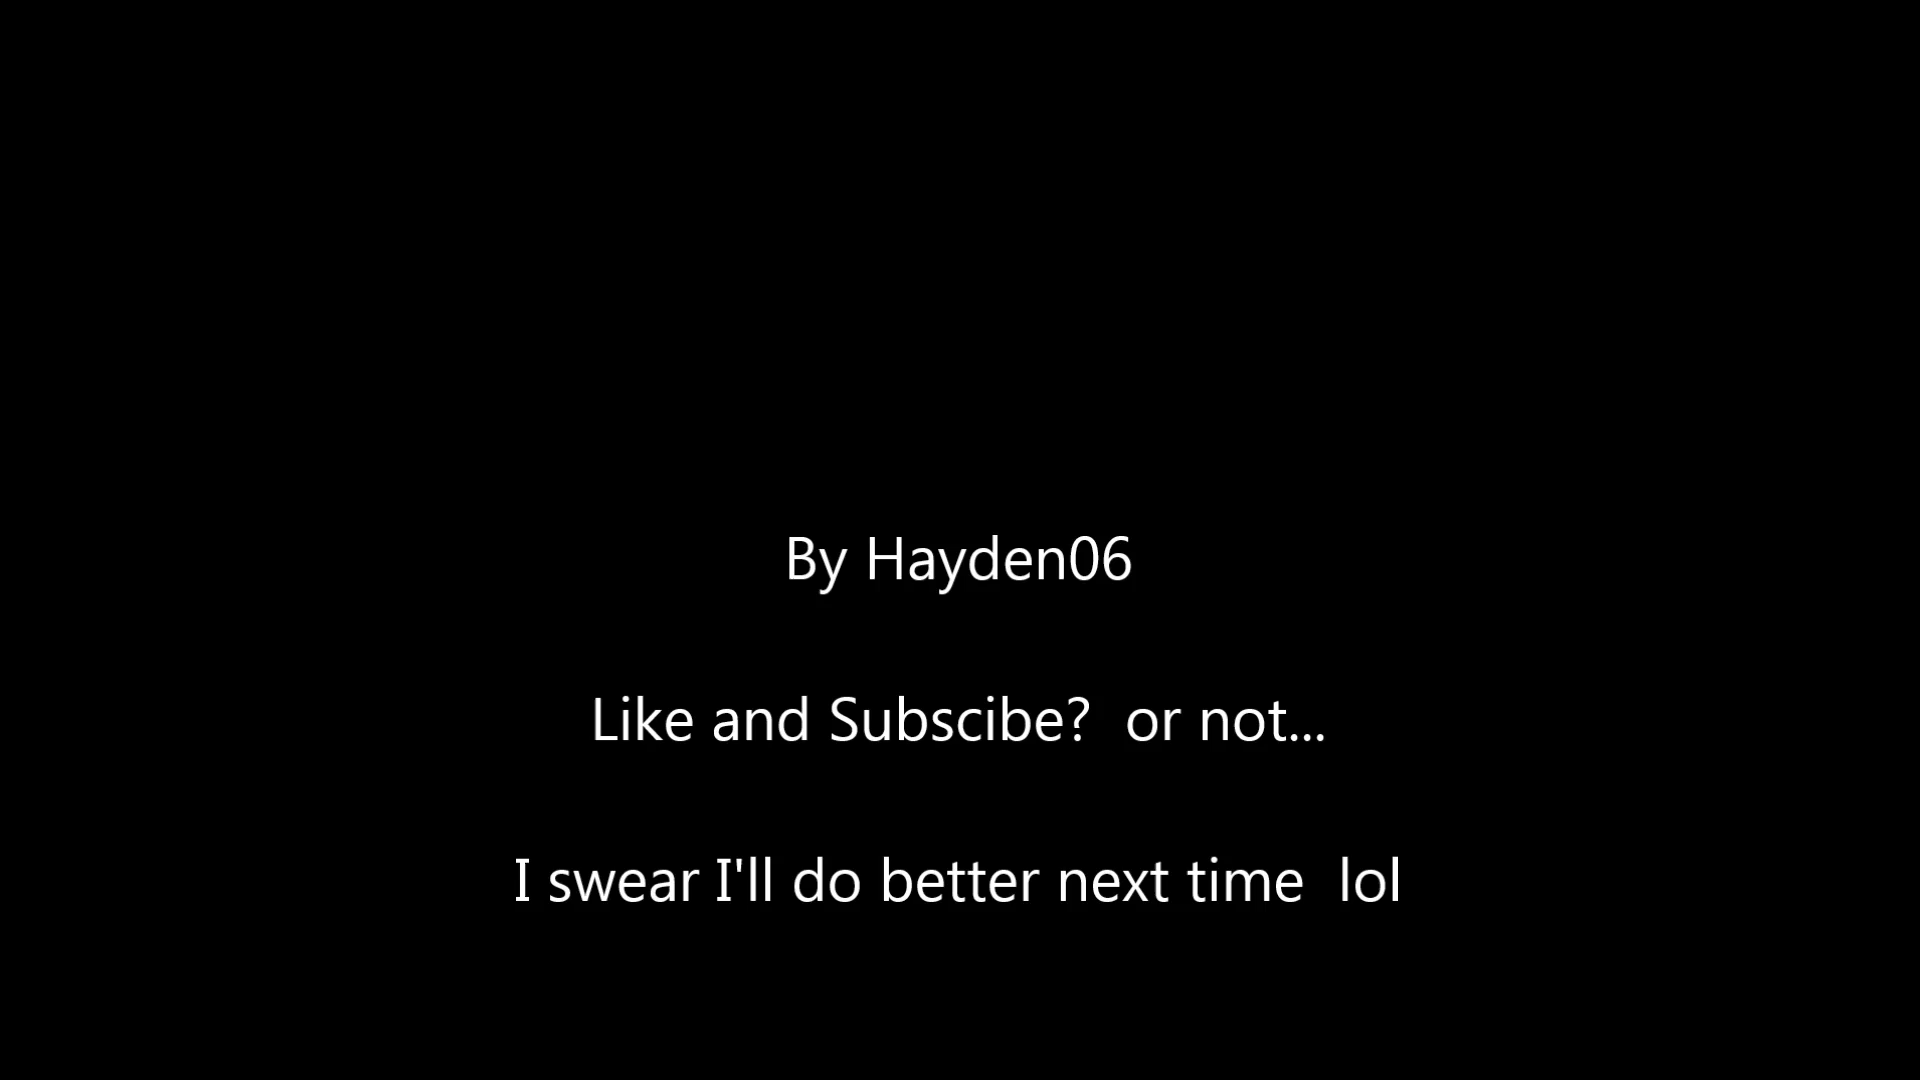 By Hayden06
Like and Subscibe?  or not...
I swear I'll do better next time  lol